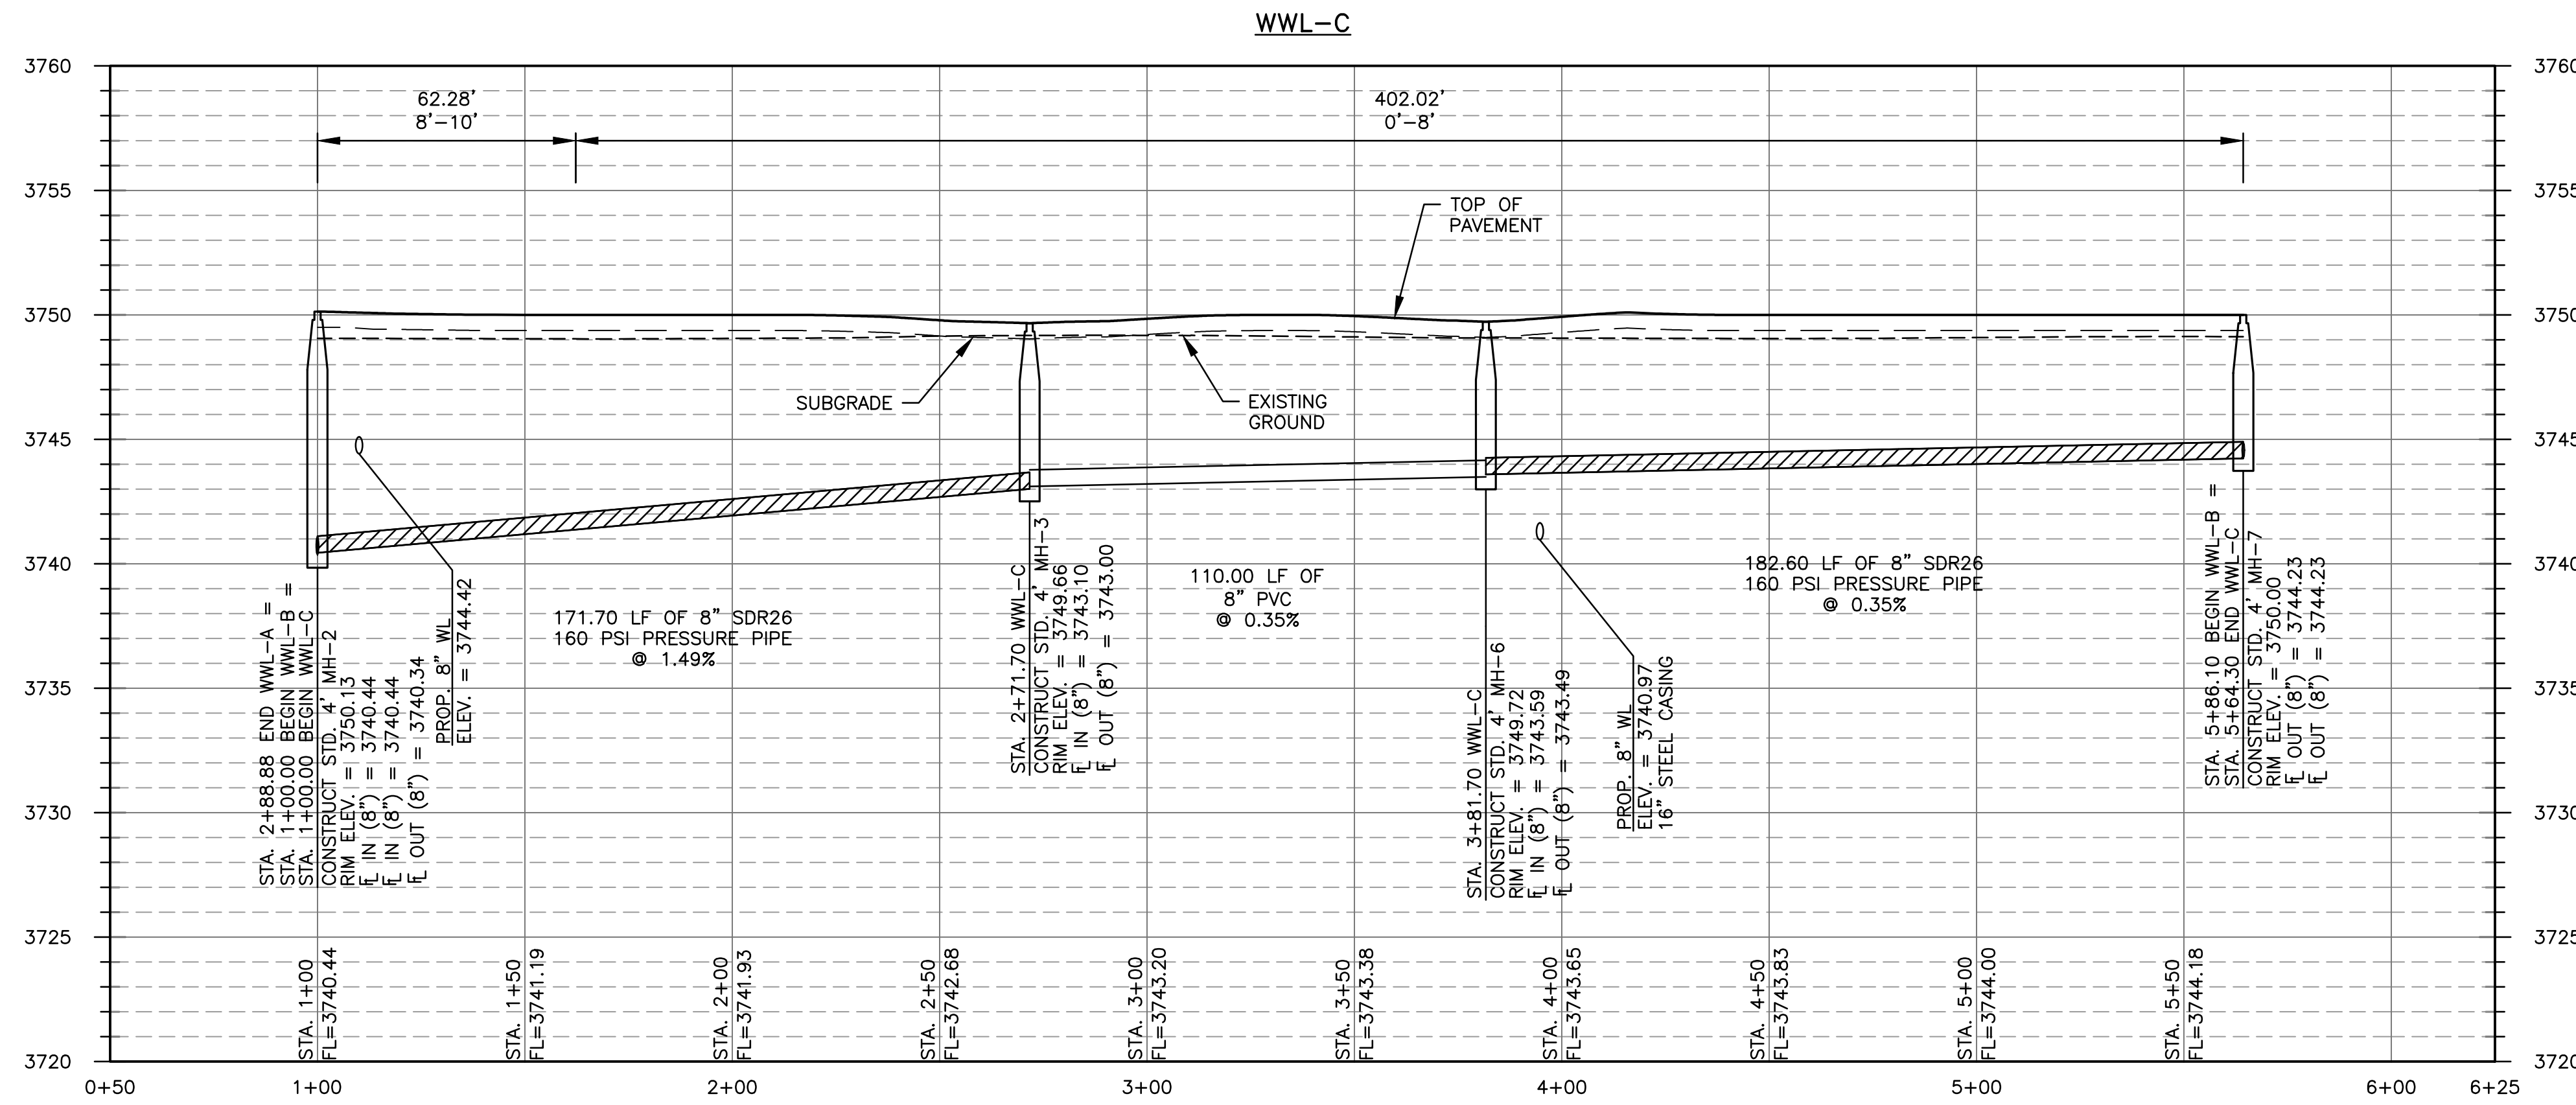 WWL-C
3760
3755
3750
3745
3740
3735
3730
3725
3720
62.28'
8'-10'
402.02'
0'-8'
TOP OF
PAVEMENT
SUBGRADE
EXISTING
GROUND
STA. 2+88.88 END WWL-A =
STA. 1+00.00 BEGIN WWL-B =
STA. 1+00.00 BEGIN WWL-C
CONSTRUCT STD. 4' MH-2
RIM ELEV. = 3750.13
FL IN (8") = 3740.44
FL IN (8") = 3740.44
FL OUT (8") = 3740.34
PROP. 8" WL
ELEV. = 3744.42
171.70 LF OF 8" SDR26
160 PSI PRESSURE PIPE
@ 1.49%
STA. 2+71.70 WWL-C
CONSTRUCT STD. 4' MH-3
RIM ELEV. = 3749.66
FL IN (8") = 3743.10
FL OUT (8") = 3743.00
110.00 LF OF
8" PVC
@ 0.35%
STA. 3+81.70 WWL-C
CONSTRUCT STD. 4' MH-6
RIM ELEV. = 3749.72
FL IN (8") = 3743.59
FL OUT (8") = 3743.49
PROP. 8" WL
ELEV. = 3740.97
16" STEEL CASING
182.60 LF OF 8" SDR26
160 PSI PRESSURE PIPE
@ 0.35%
STA. 5+86.10 BEGIN WWL-B =
STA. 5+64.30 END WWL-C
CONSTRUCT STD. 4' MH-7
RIM ELEV. = 3750.00
FL OUT (8") = 3744.23
FL OUT (8") = 3744.23
3760
3755
3750
3745
3740
3735
3730
3725
3720
STA. 1+00
FL=3740.44
STA. 1+50
FL=3741.19
STA. 2+00
FL=3741.93
STA. 2+50
FL=3742.68
STA. 3+00
FL=3743.20
STA. 3+50
FL=3743.38
STA. 4+00
FL=3743.65
STA. 4+50
FL=3743.83
STA. 5+00
FL=3744.00
STA. 5+50
FL=3744.18
0+50
1+00
2+00
3+00
4+00
5+00
6+00
6+25